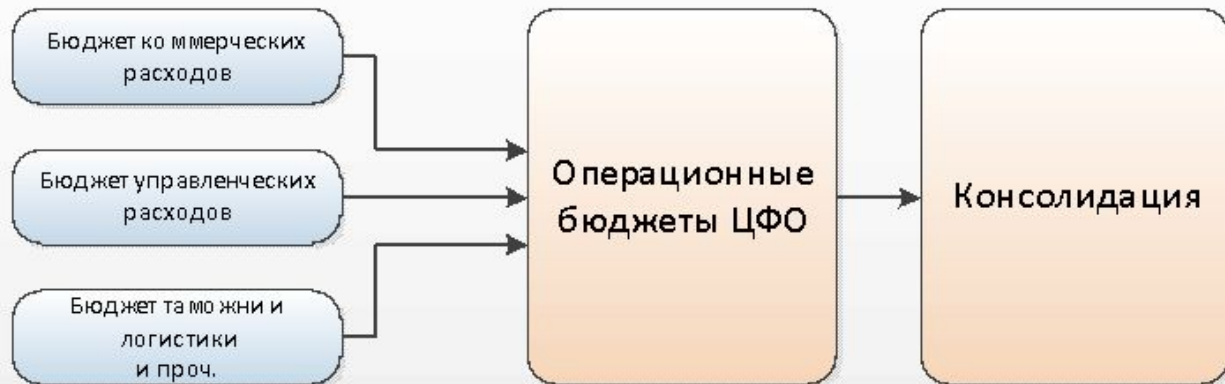 Бюджет коммерческих
расходов
Бюджет управленческих
расходов
Бюджет таможни и
логистики
и проч.
Операционные
бюджеты ЦФО
Консолидация